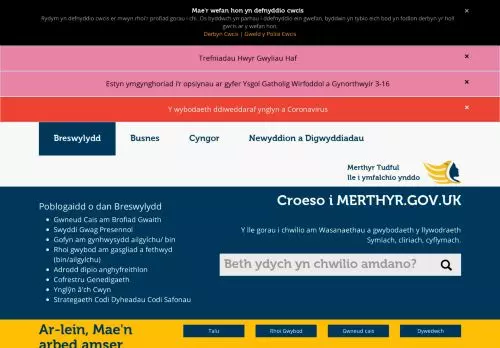 Mae'r wefan hon yn defnyddio cwcis
Rydym yn defnyddio cwcis er mwyn rhoi'r profiad gorau i chi. Os byddwch yn parhau i ddefnyddio ein gwefan, byddwn yn tybio eich bod yn fodlon derbyn yr holl
gwcis ar y wefan hon.
Derbyn Cwcis | Gweld y Polisi Cwcis
Trefniadau Hwyr Gwyliau Haf ×
Estyn ymgynghoriad i'r opsiynau ar gyfer Ysgol Gatholig Wirfoddol a Gynorthwyir 3-16 ×
Y wybodaeth ddiweddaraf ynglyn a Coronavirus ×
Breswylydd Busnes Cyngor Newyddion a Digwyddiadau
Merthyr Tudful
lle i ymfalchïo ynddo
Croeso i MERTHYR.GOV.UK
Y lle gorau i chwilio am Wasanaethau a gwybodaeth y llywodraeth
Symlach, cliriach, cyflymach.
Beth ydych yn chwilio amdano?
Poblogaidd o dan Breswylydd
Gwneud Cais am Brofiad Gwaith
Swyddi Gwag Presennol
Gofyn am gynhwysydd ailgylchu/ bin
Rhoi gwybod am gasgliad a fethwyd
(bin/ailgylchu)
Adrodd dipio anghyfreithlon
Cofrestru Genedigaeth
Ynglŷn â'ch Cwyn
Strategaeth Codi Dyheadau Codi Safonau
Ar-lein, Mae'n
arbed amser
Talu Rhoi Gwybod Gwneud cais Dywedwch